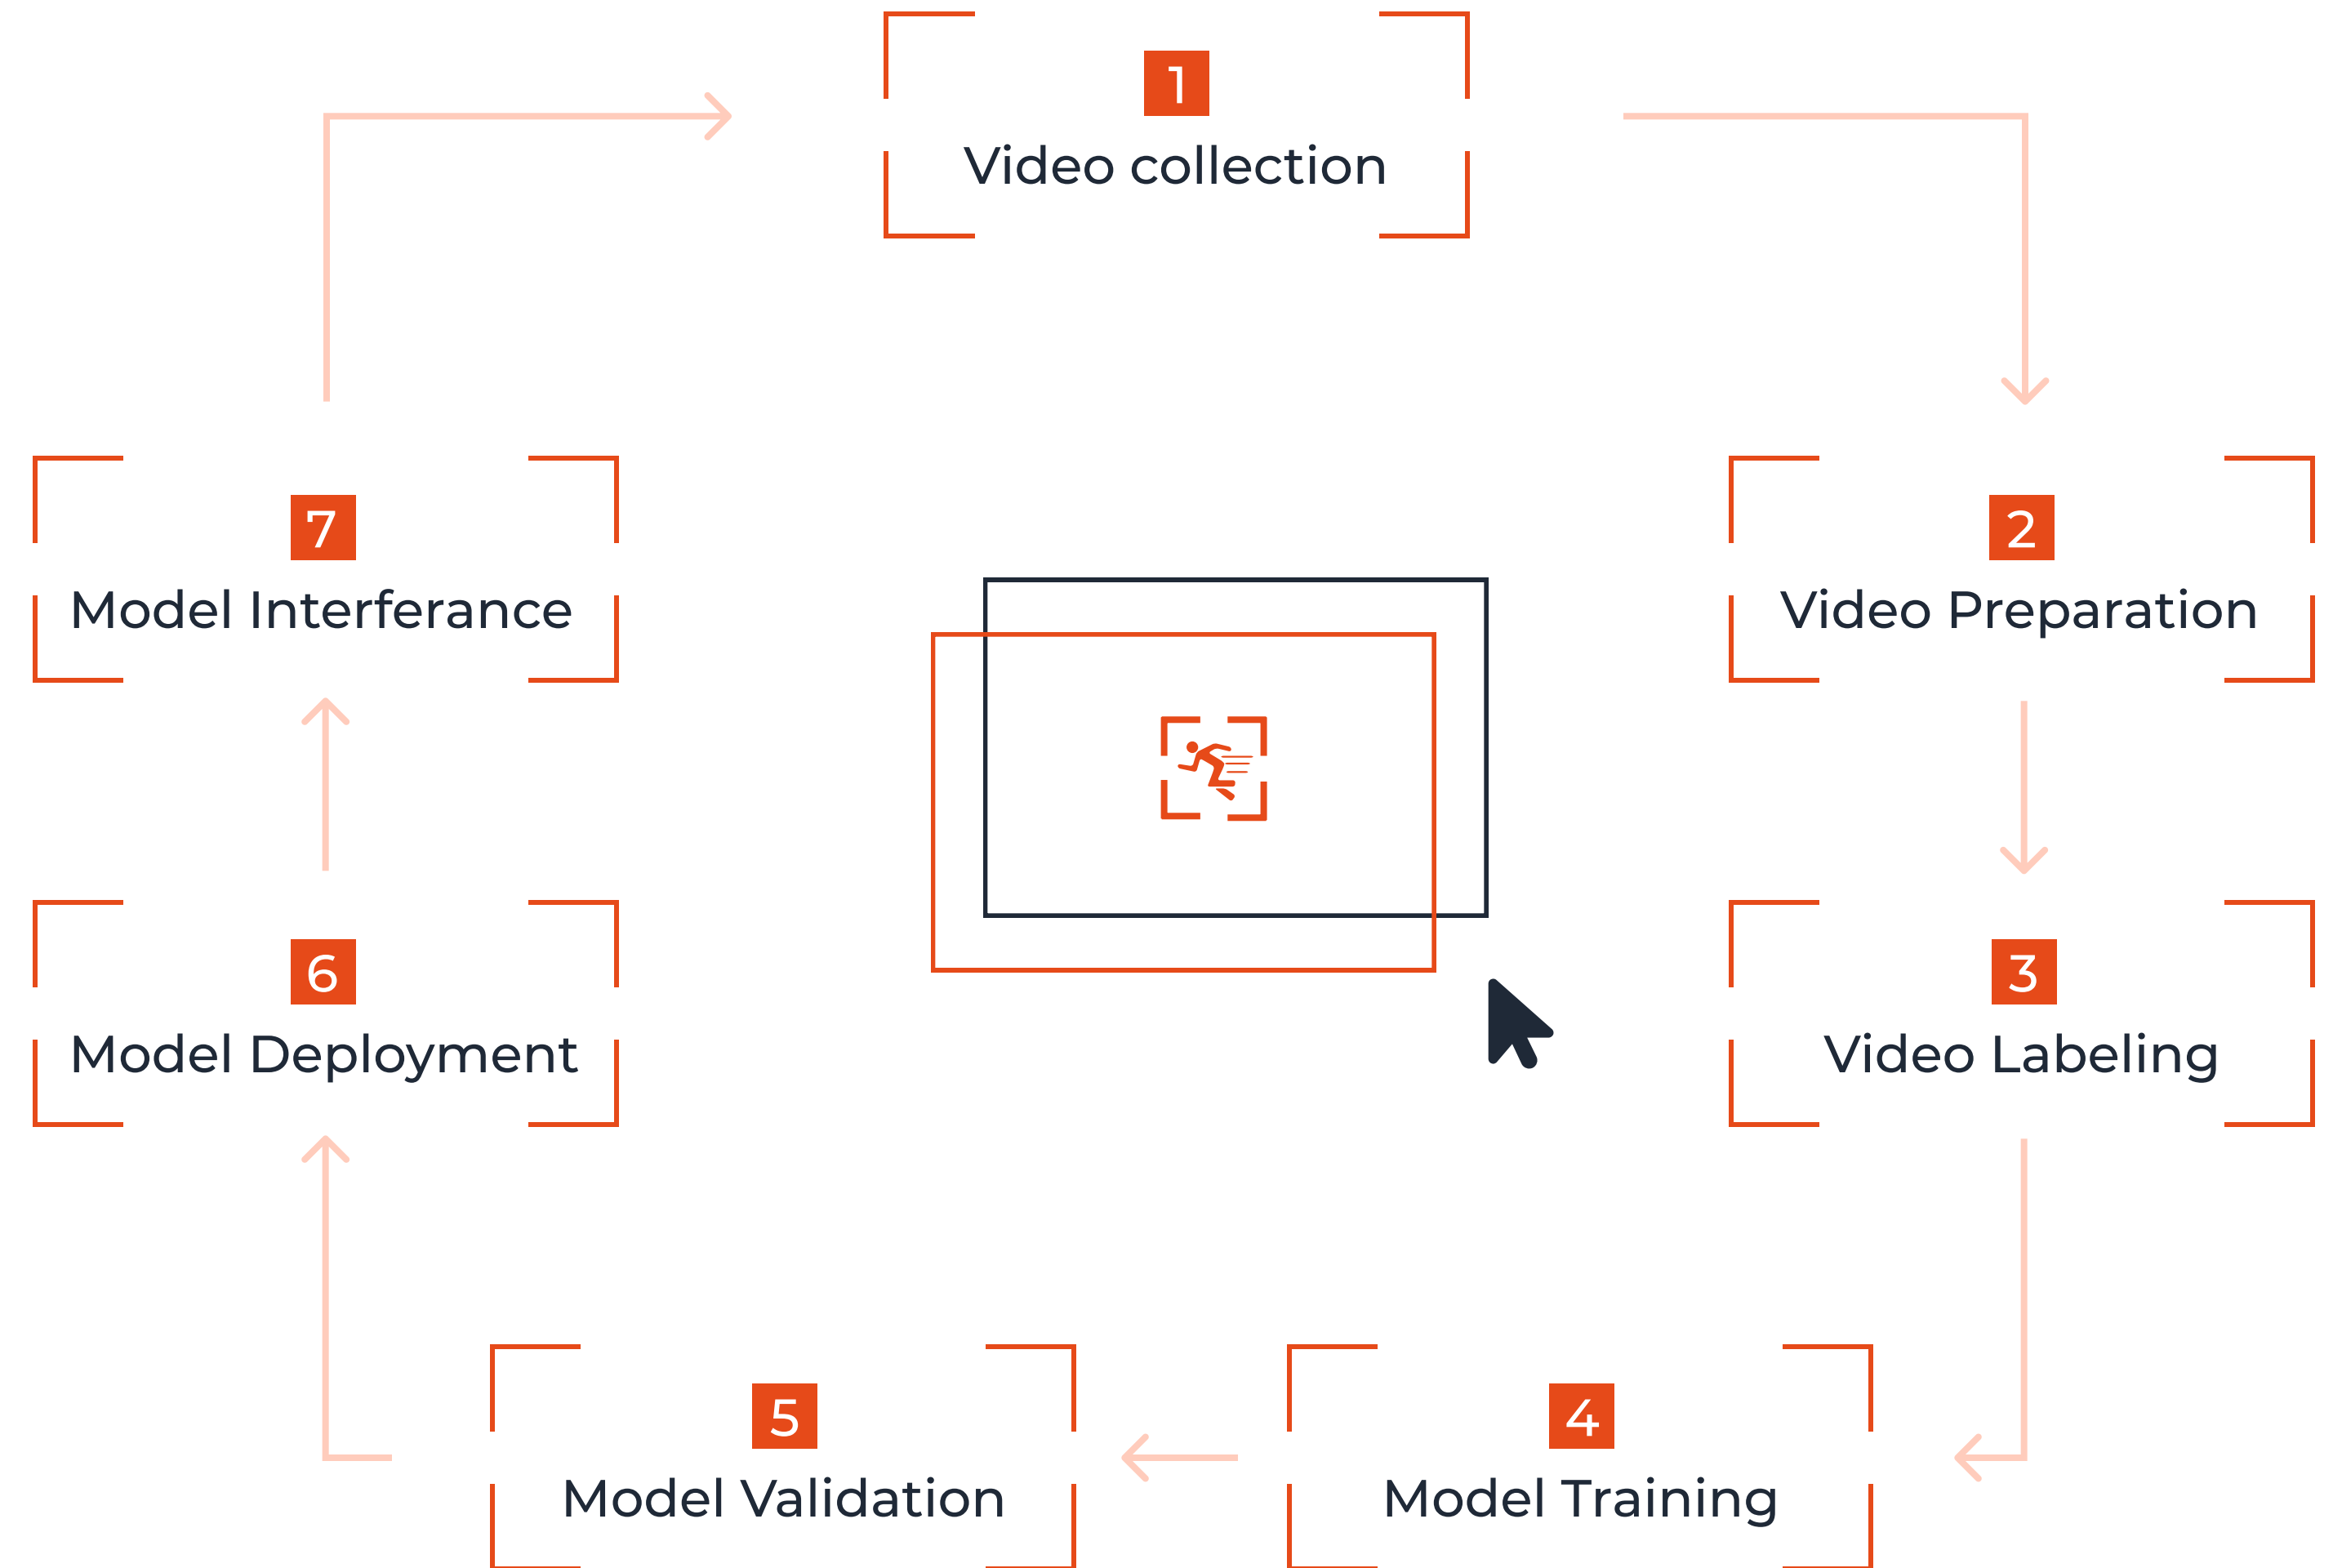 1
Video collection
2
Video Preparation
3
Video Labeling
4
Model Training
5
Model Validation
6
Model Deployment
7
Model Interferance